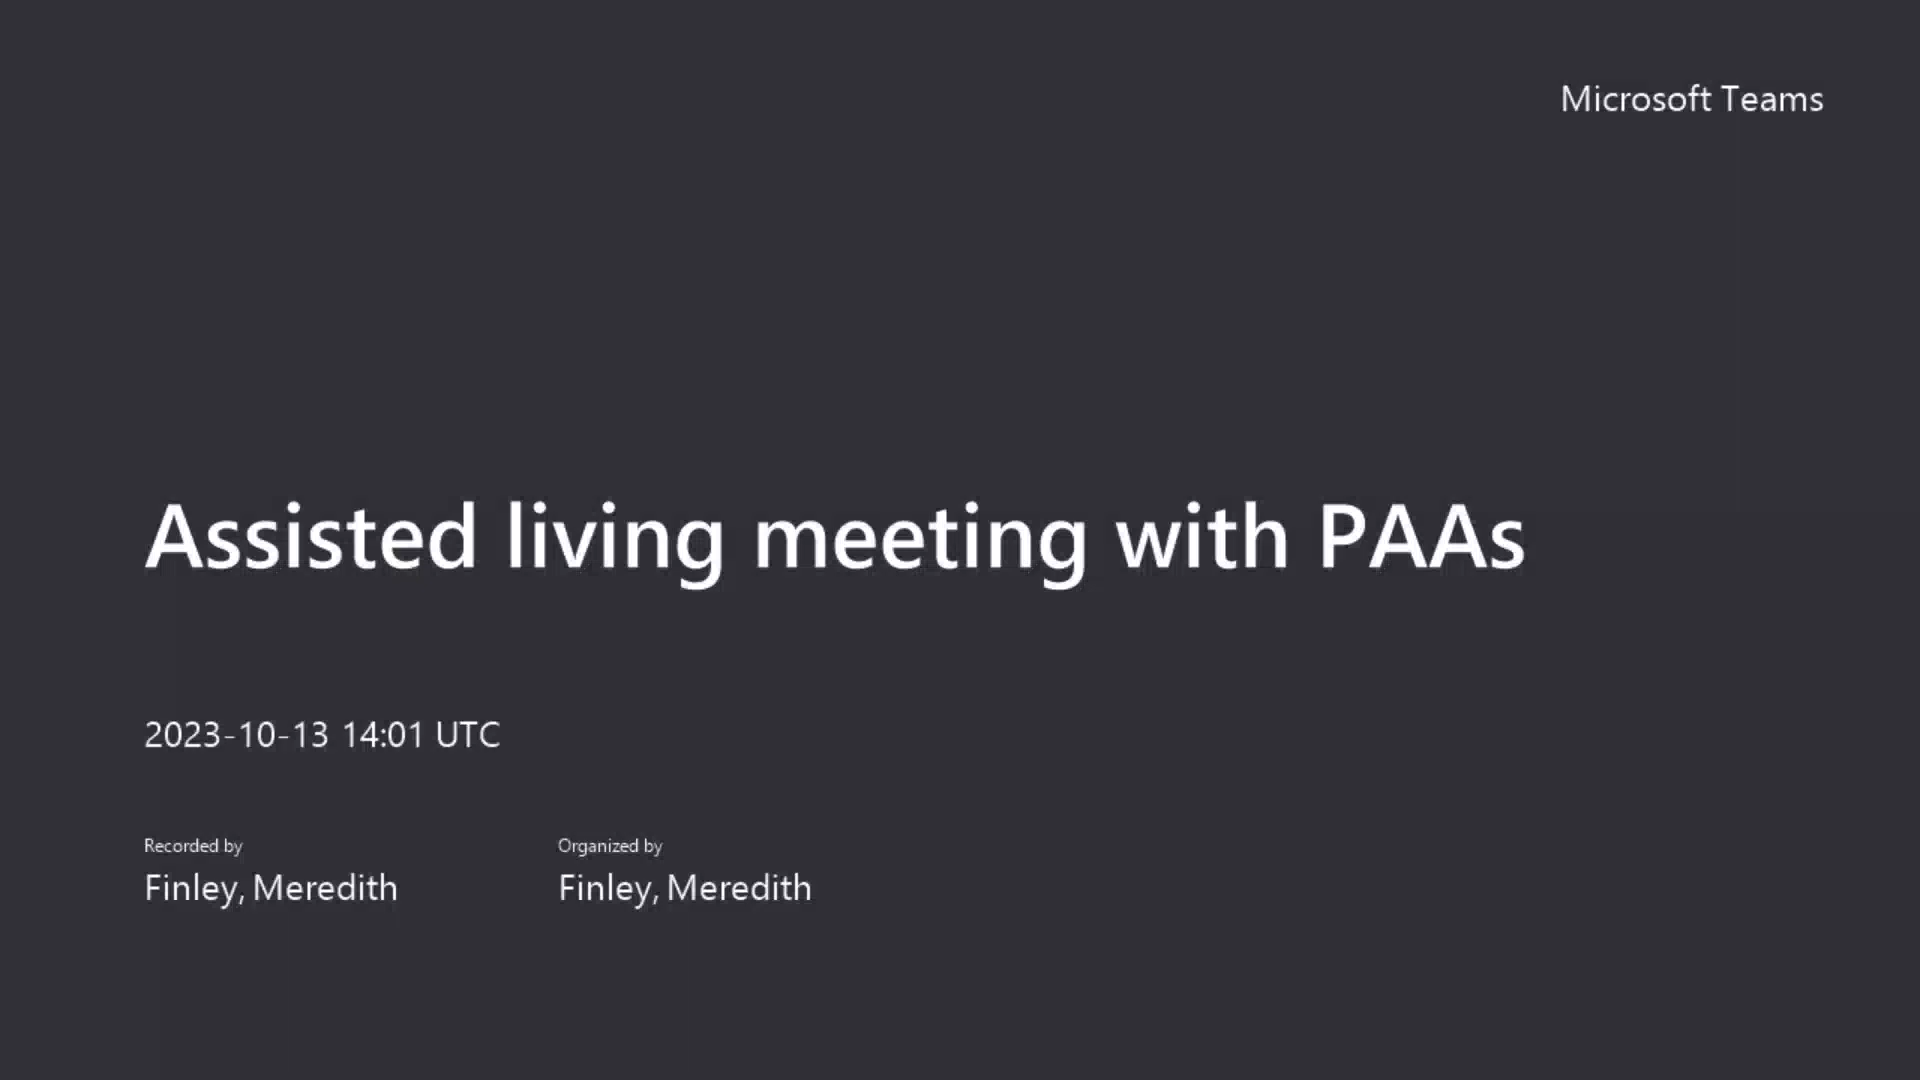 Microsoft Teams
Assisted living meeting with PAAs
2023-10-13 14:01 UTC
Recorded by
Organized by
Finley, Meredith
Finley, Meredith